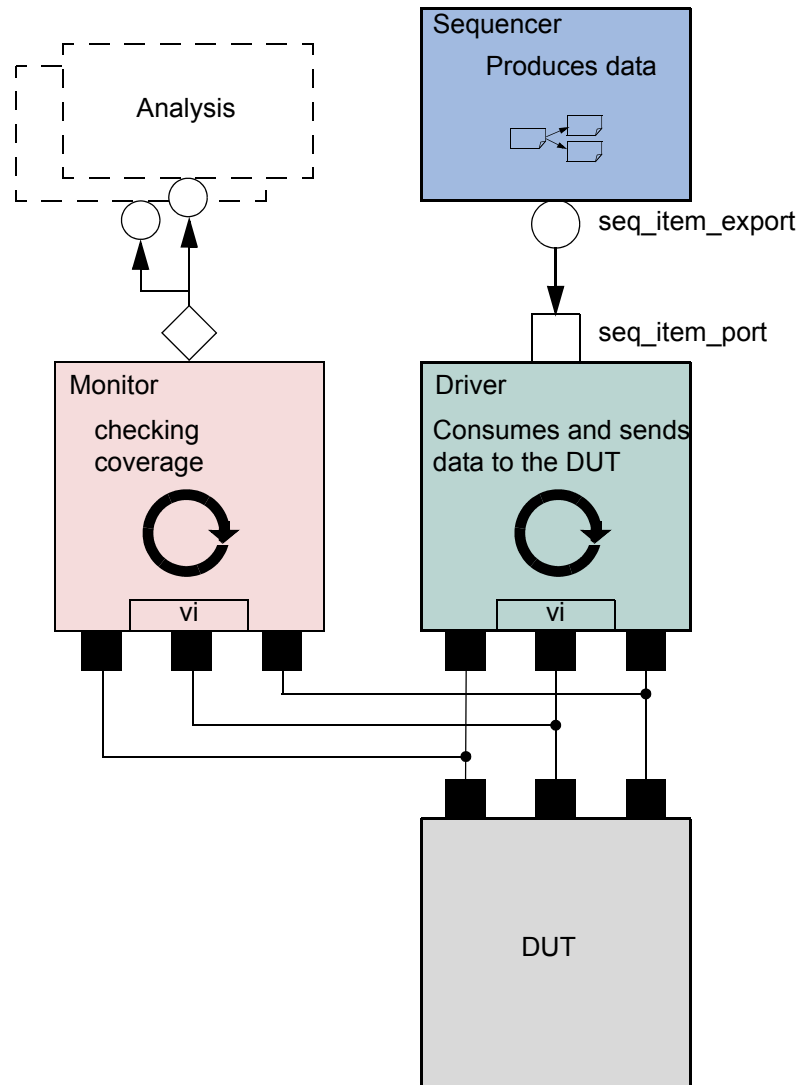 Sequencer
Produces data
Analysis
seq_item_export
seq_item_port
Monitor
checking
coverage
vi
Driver
Consumes and sends
data to the DUT
vi
DUT